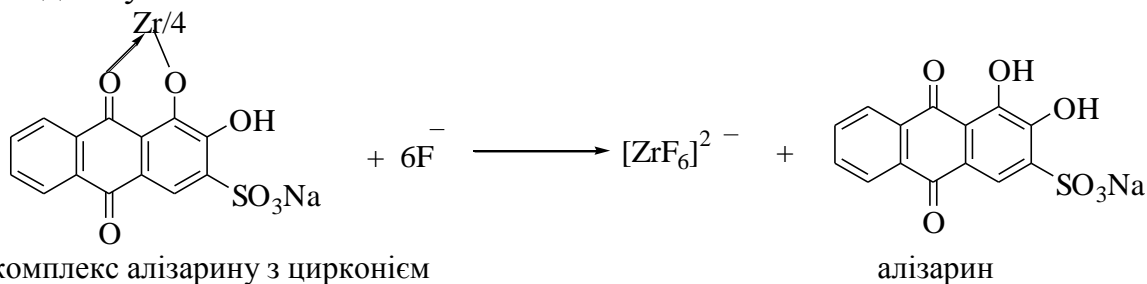 Zr/4
O O O OH
OH OH
+ 6F⁻ [ZrF₆]²⁻ +
SO₃Na SO₃Na
O O
комплекс алізарину з цирконієм алізарин